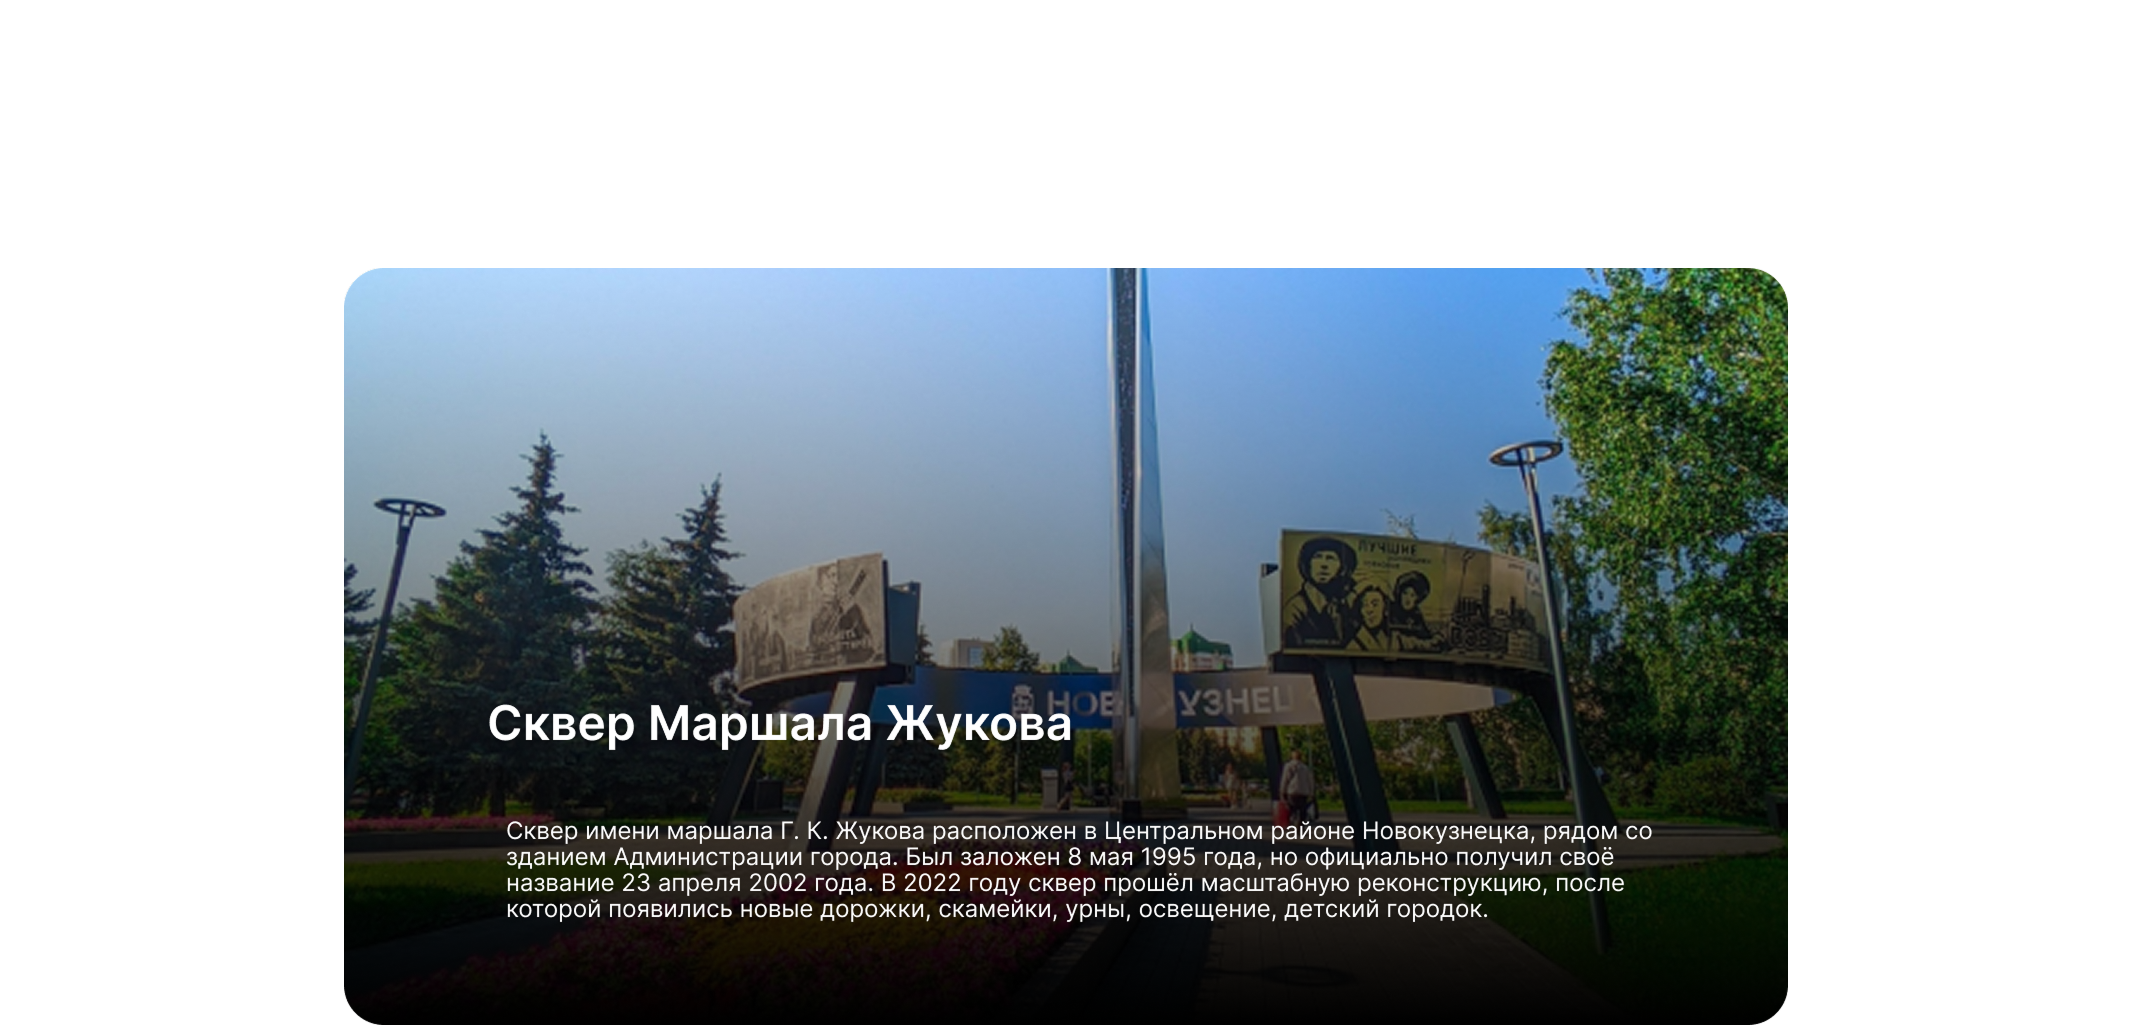 ЛУЧШИЕ
НОВ УЗНЕЦ
Сквер Маршала Жукова
Сквер имени маршала Г. К. Жукова расположен в Центральном районе Новокузнецка, рядом со
зданием Администрации города. Был заложен 8 мая 1995 года, но официально получил своё
название 23 апреля 2002 года. В 2022 году сквер прошёл масштабную реконструкцию, после
которой появились новые дорожки, скамейки, урны, освещение, детский городок.